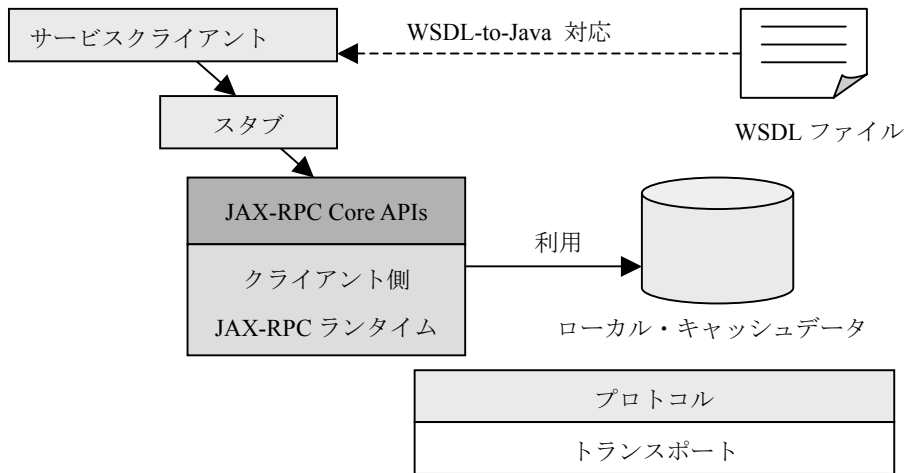 サービスクライアント
WSDL-to-Java 対応
スタブ
WSDL ファイル
JAX-RPC Core APIs
利用
クライアント側
JAX-RPC ランタイム
ローカル・キャッシュデータ
プロトコル
トランスポート